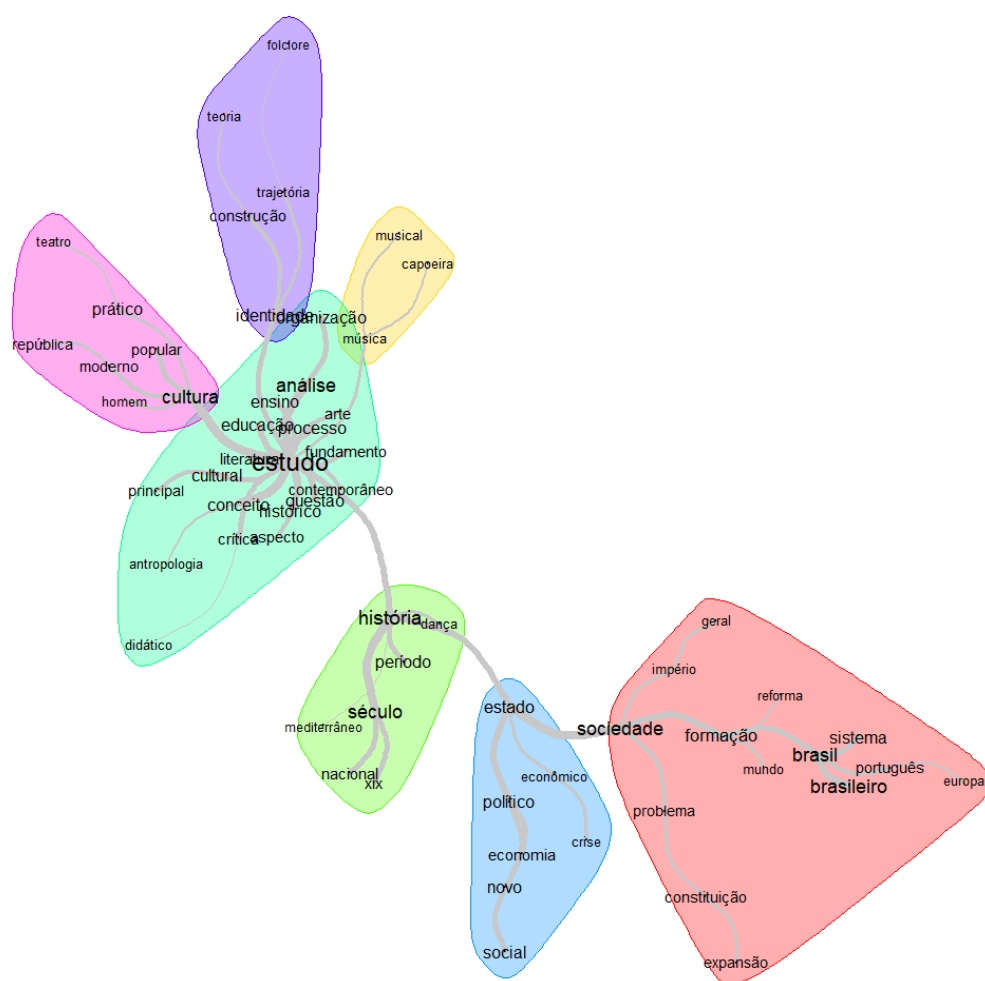 folclore
teoria
trajetória
construção
musical
teatro
capoeira
prático
identidade
organização
música
república
popular
moderno
análise
cultura
homem
ensino
arte
educação
processo
fundamento
literatura
estudo
cultural
principal
contemporâneo
questão
conceito
histórico
crítica
aspecto
antropologia
história
geral
dança
didático
período
império
reforma
estado
século
mediterrâneo
sociedade
formação
sistema
brasil
mundo
português
nacional
econômico
europa
xix
brasileiro
político
problema
crise
economia
novo
constituição
social
expansão